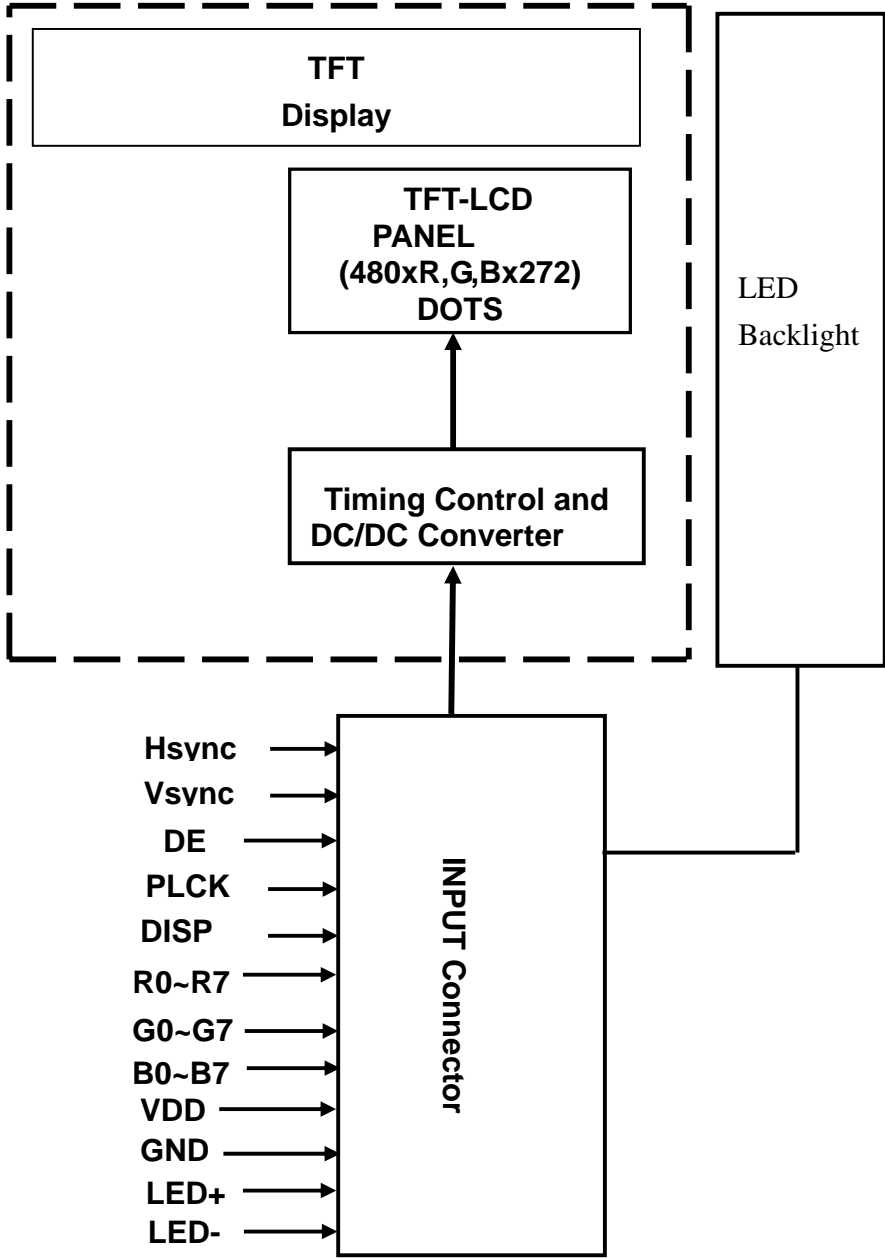 TFT
Display
TFT-LCD
PANEL
(480xR,G,Bx272)
DOTS
LED
Backlight
Timing Control and
DC/DC Converter
Hsync
Vsync
DE
PLCK
DISP
R0~R7
G0~G7
B0~B7
VDD
GND
LED+
LED-
INPUT Connector